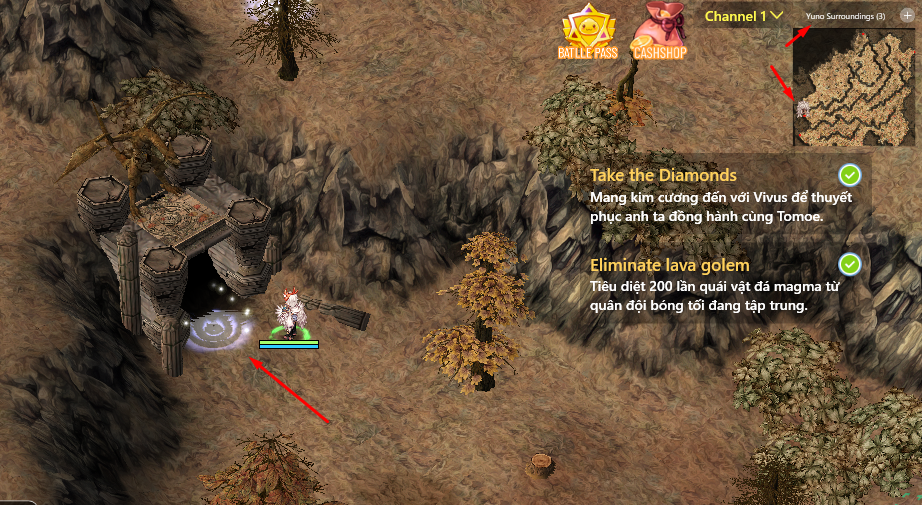 Channel 1
Yuno Surroundings (3)
BATLLE PASS
CASHSHOP
Take the Diamonds
Mang kim cương đến với Vivus để thuyết
phục anh ta đồng hành cùng Tomoe.
Eliminate lava golem
Tiêu diệt 200 lần quái vật đá magma từ
quân đội bóng tối đang tập trung.